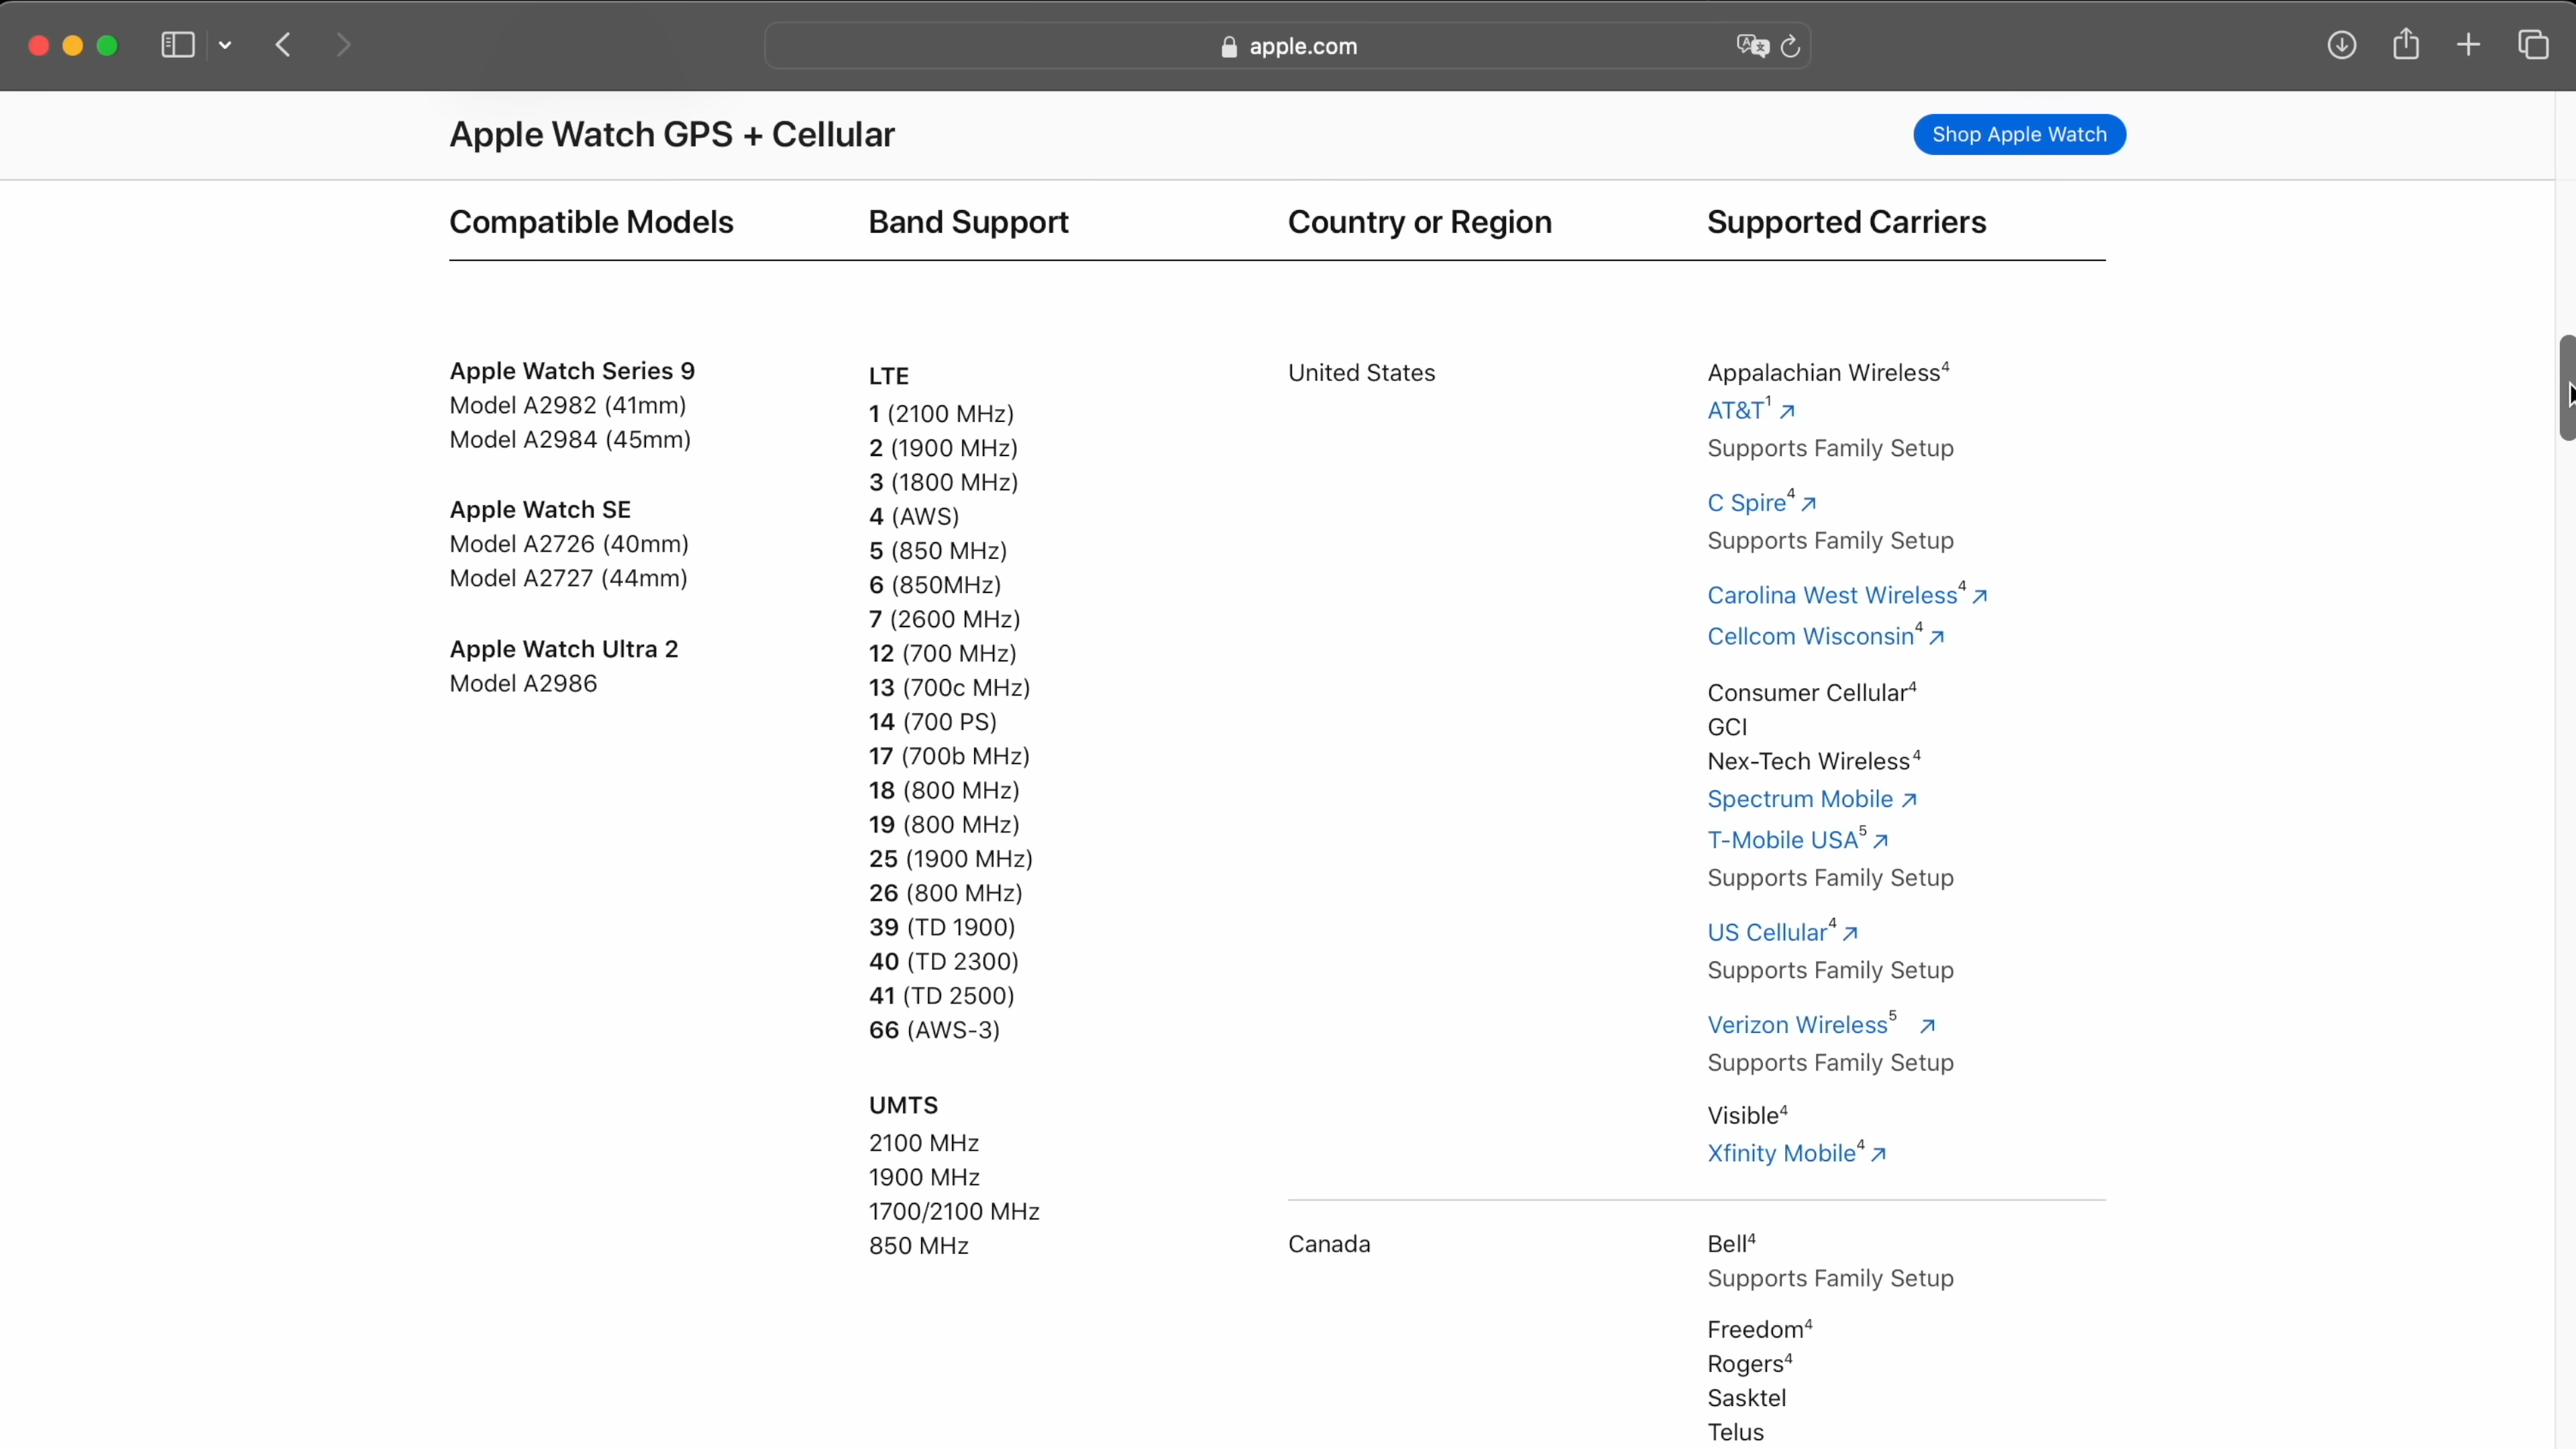 apple.com
Apple Watch GPS + Cellular
Shop Apple Watch
Compatible Models
Band Support
Country or Region
Supported Carriers
Apple Watch Series 9
Model A2982 (41mm)
Model A2984 (45mm)
Apple Watch SE
Model A2726 (40mm)
Model A2727 (44mm)
Apple Watch Ultra 2
Model A2986
LTE
1 (2100 MHz)
2 (1900 MHz)
3 (1800 MHz)
4 (AWS)
5 (850 MHz)
6 (850MHz)
7 (2600 MHz)
12 (700 MHz)
13 (700c MHz)
14 (700 PS)
17 (700b MHz)
18 (800 MHz)
19 (800 MHz)
25 (1900 MHz)
26 (800 MHz)
39 (TD 1900)
40 (TD 2300)
41 (TD 2500)
66 (AWS-3)
UMTS
2100 MHz
1900 MHz
1700/2100 MHz
850 MHz
United States
Appalachian Wireless⁴
AT&T¹ ↗
Supports Family Setup
C Spire⁴ ↗
Supports Family Setup
Carolina West Wireless⁴ ↗
Cellcom Wisconsin⁴ ↗
Consumer Cellular⁴
GCI
Nex-Tech Wireless⁴
Spectrum Mobile ↗
T-Mobile USA⁵ ↗
Supports Family Setup
US Cellular⁴ ↗
Supports Family Setup
Verizon Wireless⁵ ↗
Supports Family Setup
Visible⁴
Xfinity Mobile⁴ ↗
Canada
Bell⁴
Supports Family Setup
Freedom⁴
Rogers⁴
Sasktel
Telus